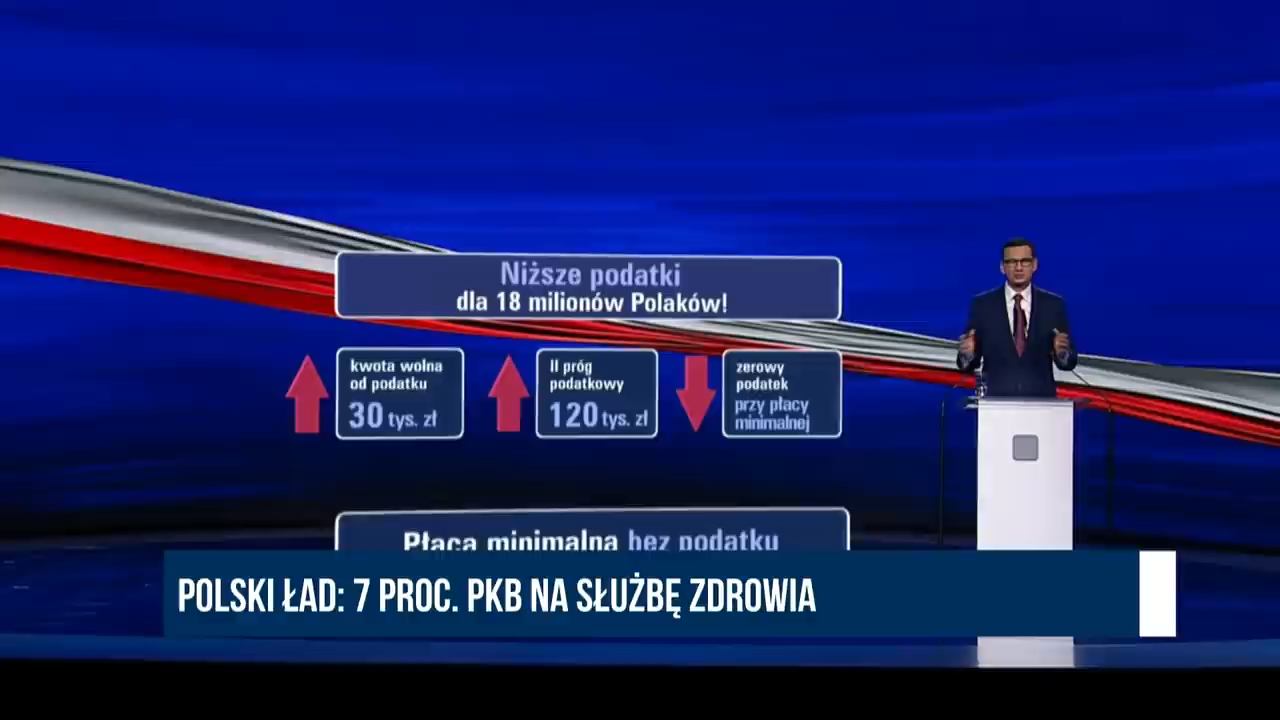 Niższe podatki
dla 18 milionów Polaków!
kwota wolna
od podatku
30 tys. zł
II próg
podatkowy
120 tys. zł
zerowy
podatek
przy płacy
minimalnej
Płaca minimalna bez podatku
POLSKI ŁAD: 7 PROC. PKB NA SŁUŻBĘ ZDROWIA